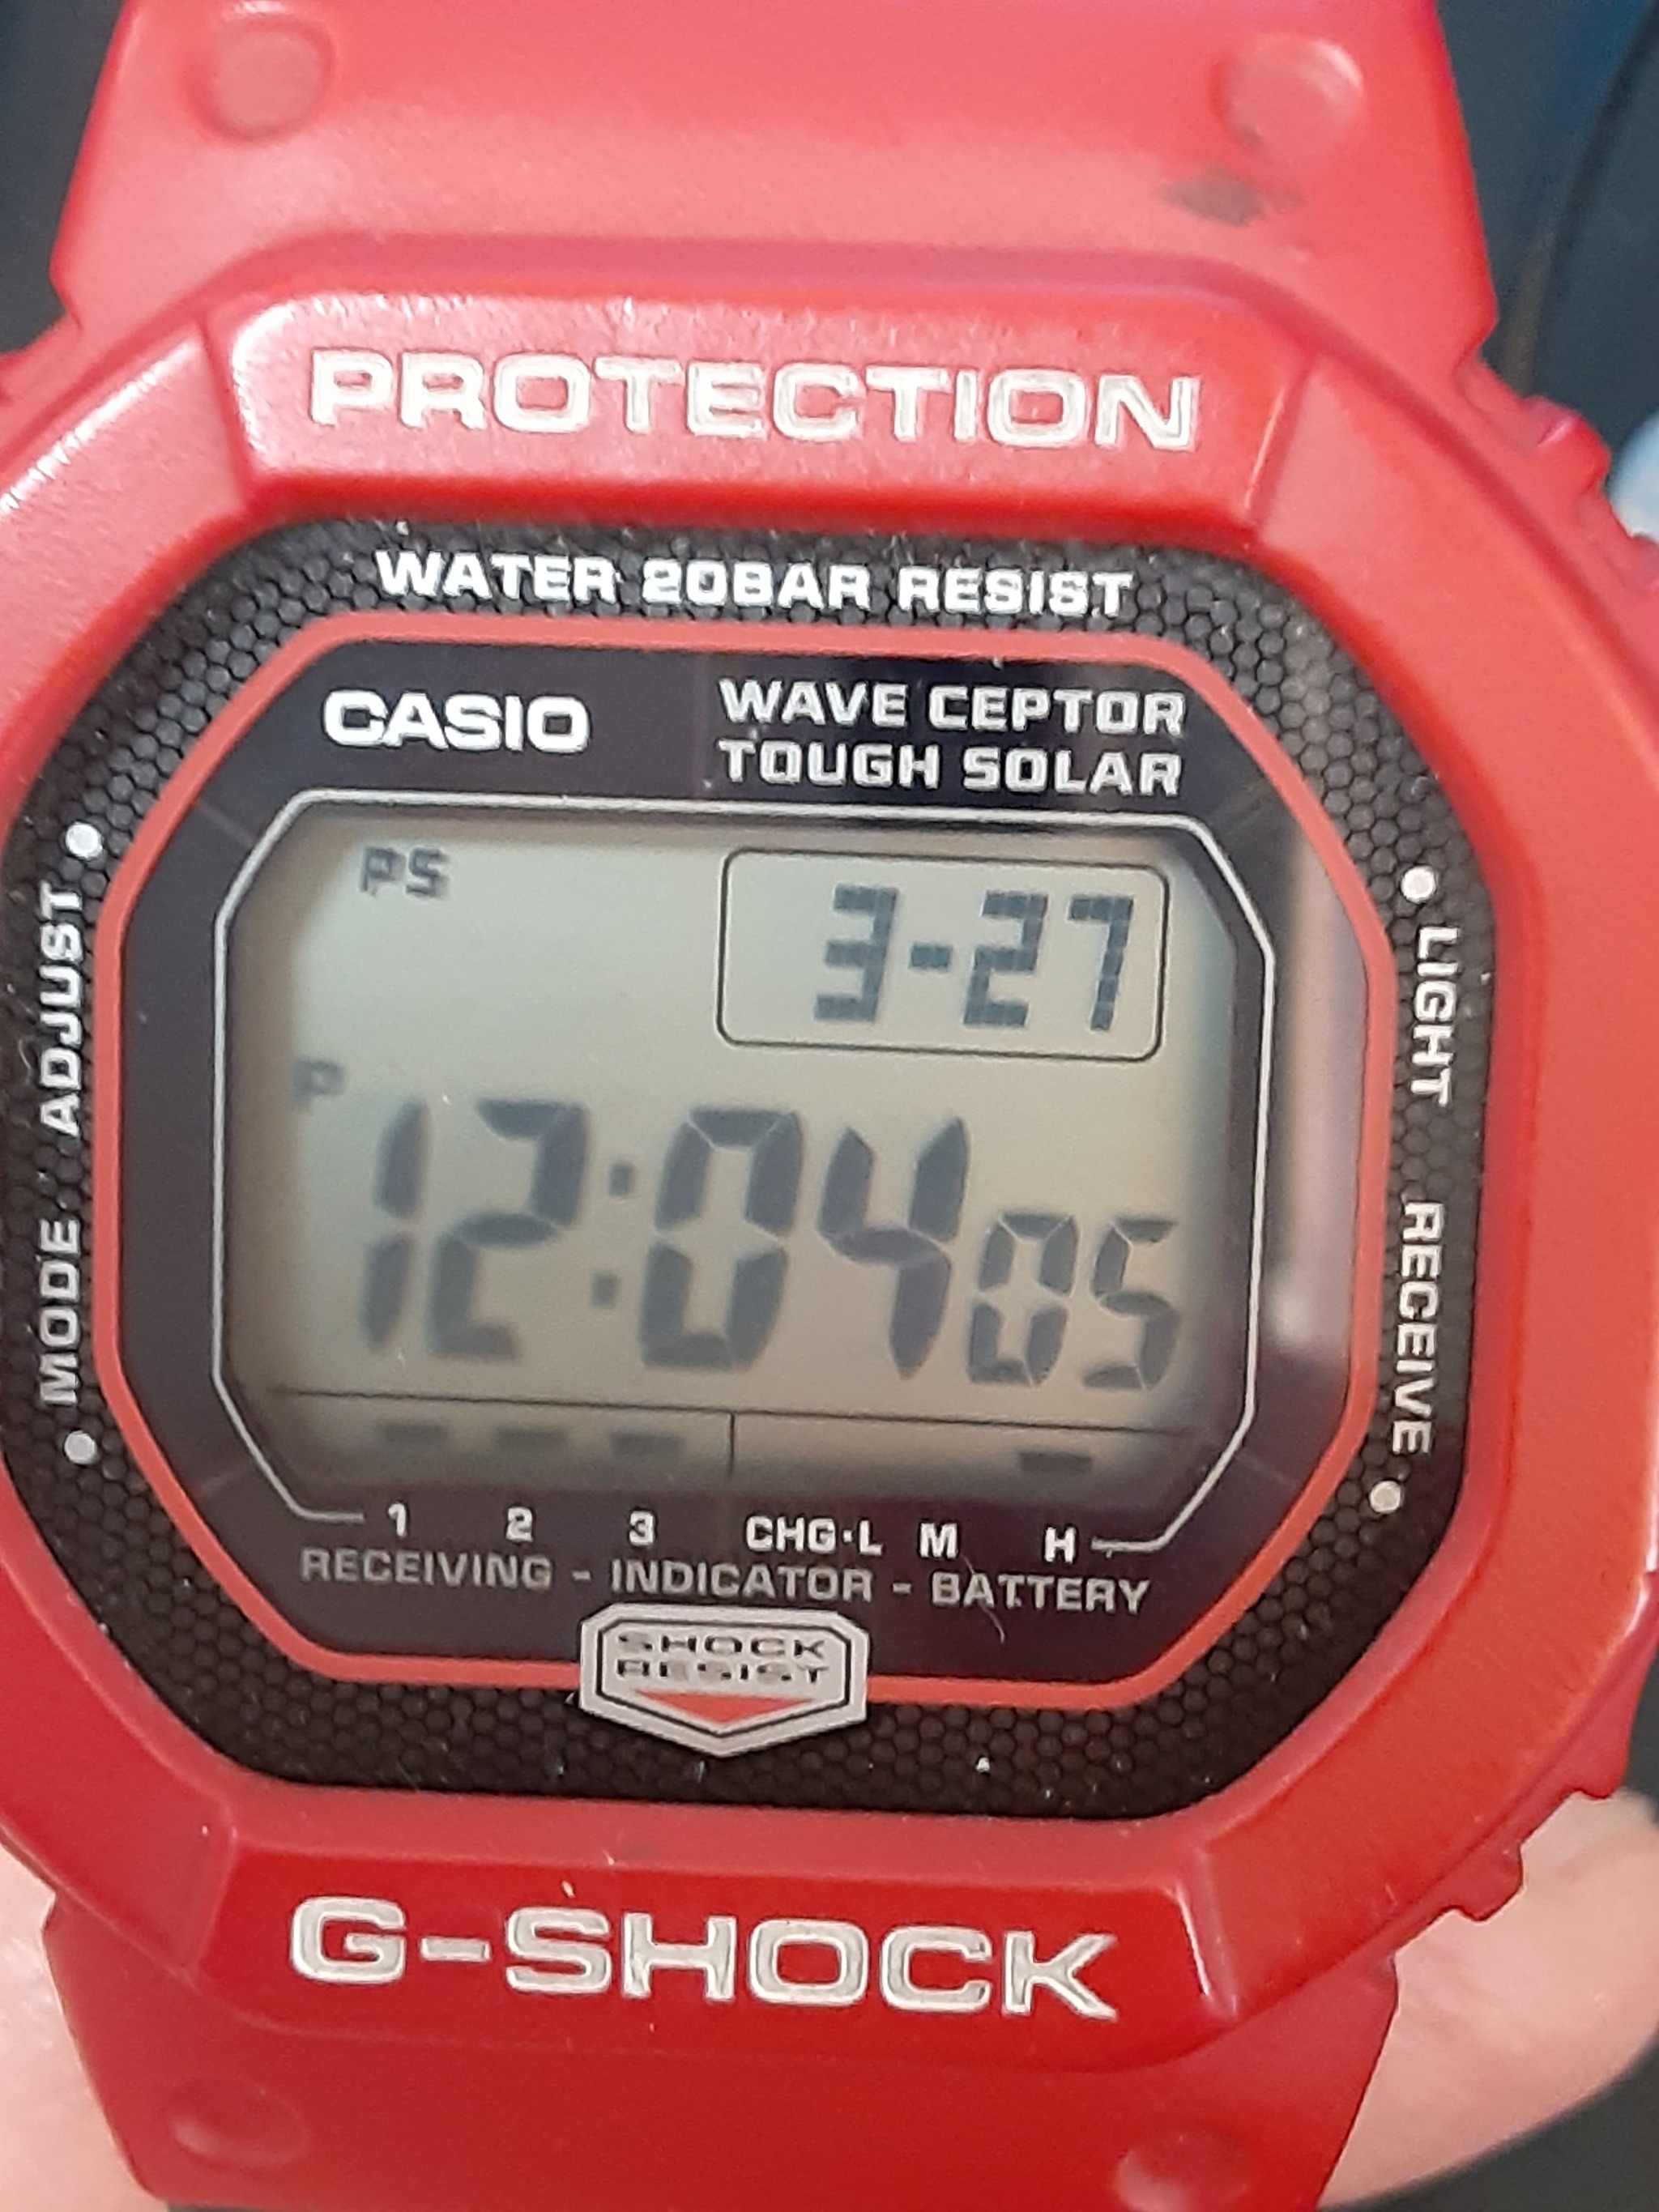 PROTECTION
WATER 20BAR RESIST
CASIO
WAVE CEPTOR
TOUGH SOLAR
ADJUST
MODE
LIGHT
RECEIVE
PS
3-27
P
12:04 05
1 2 3 CHG·L M H
RECEIVING - INDICATOR - BATTERY
SHOCK
RESIST
G-SHOCK